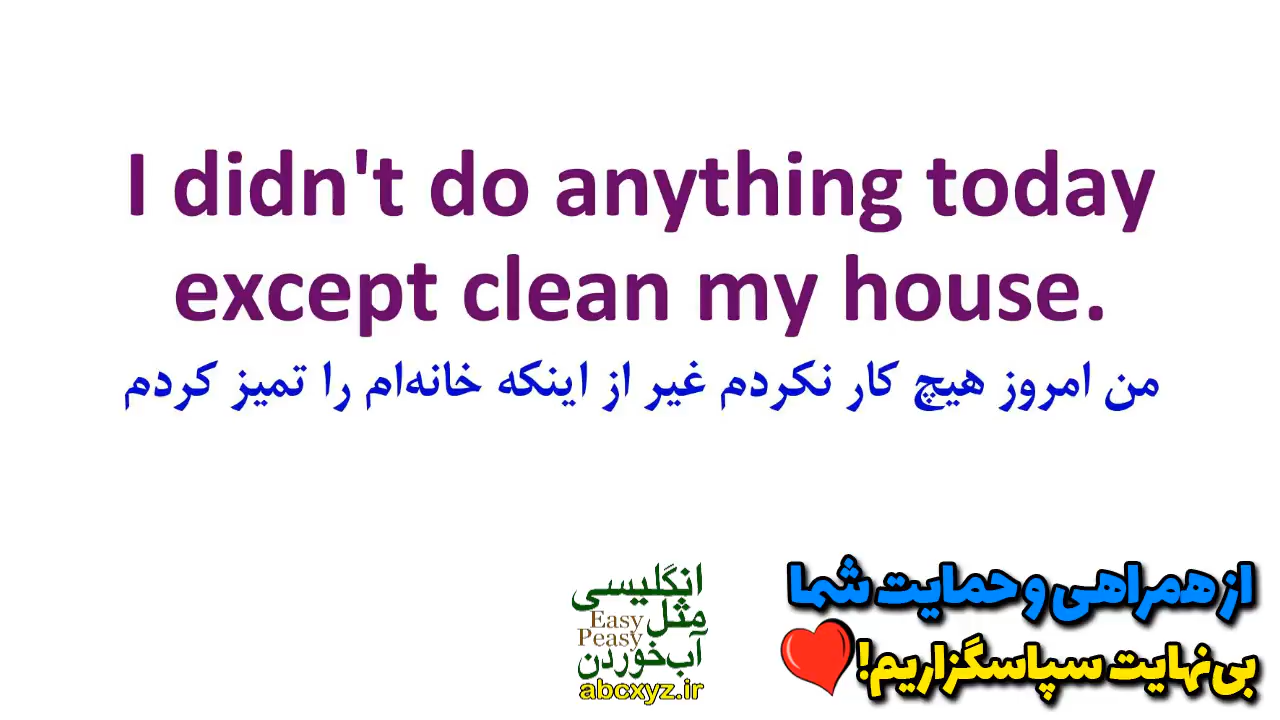 I didn't do anything today
except clean my house.
من امروز هیچ کار نکردم غیر از اینکه خانه‌ام را تمیز کردم
انگلیسی
مثل
Easy
Peasy
آب‌خوردن
abcxyz.ir
از همراهی و حمایت شما
بی‌نهایت سپاسگزاریم!